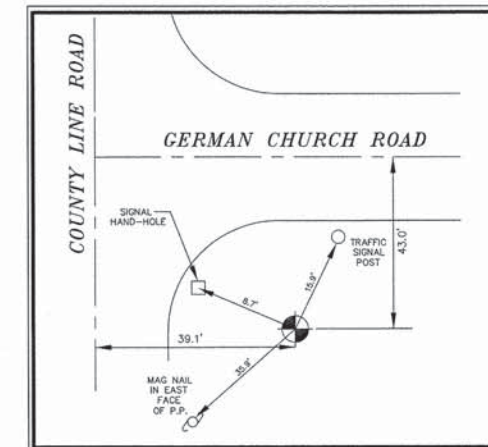 COUNTY LINE ROAD
GERMAN CHURCH ROAD
SIGNAL
HAND-HOLE
TRAFFIC
SIGNAL
POST
43.0'
15.9'
8.7'
39.1'
35.9'
MAG NAIL
IN EAST
FACE
OF P.P.